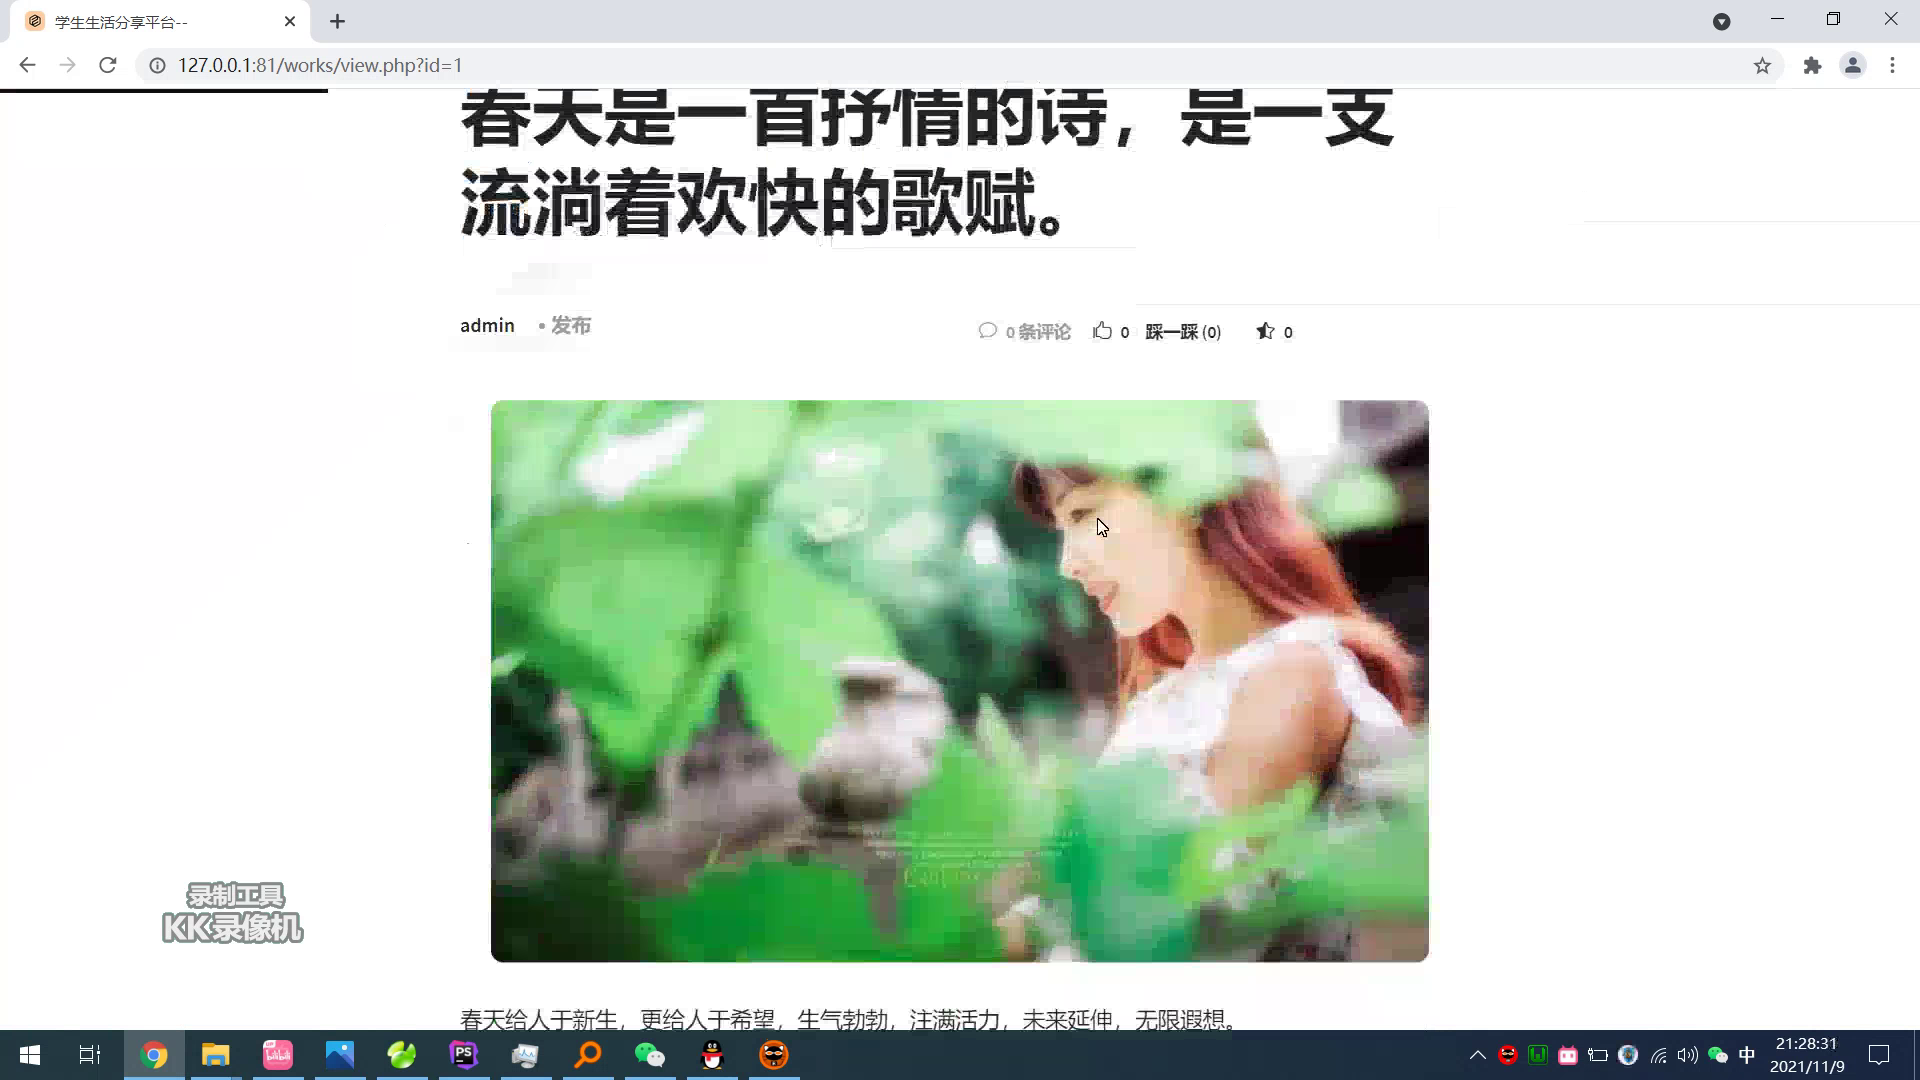 学生生活分享平台--
127.0.0.1:81/works/view.php?id=1
春天是一首抒情的诗，是一支
流淌着欢快的歌赋。
admin • 发布
0 条评论 0 踩一踩 (0) 0
录制工具
KK录像机
春天给人于新生，更给人于希望，生气勃勃，注满活力，未来延伸，无限遐想。
中
21:28:31
2021/11/9